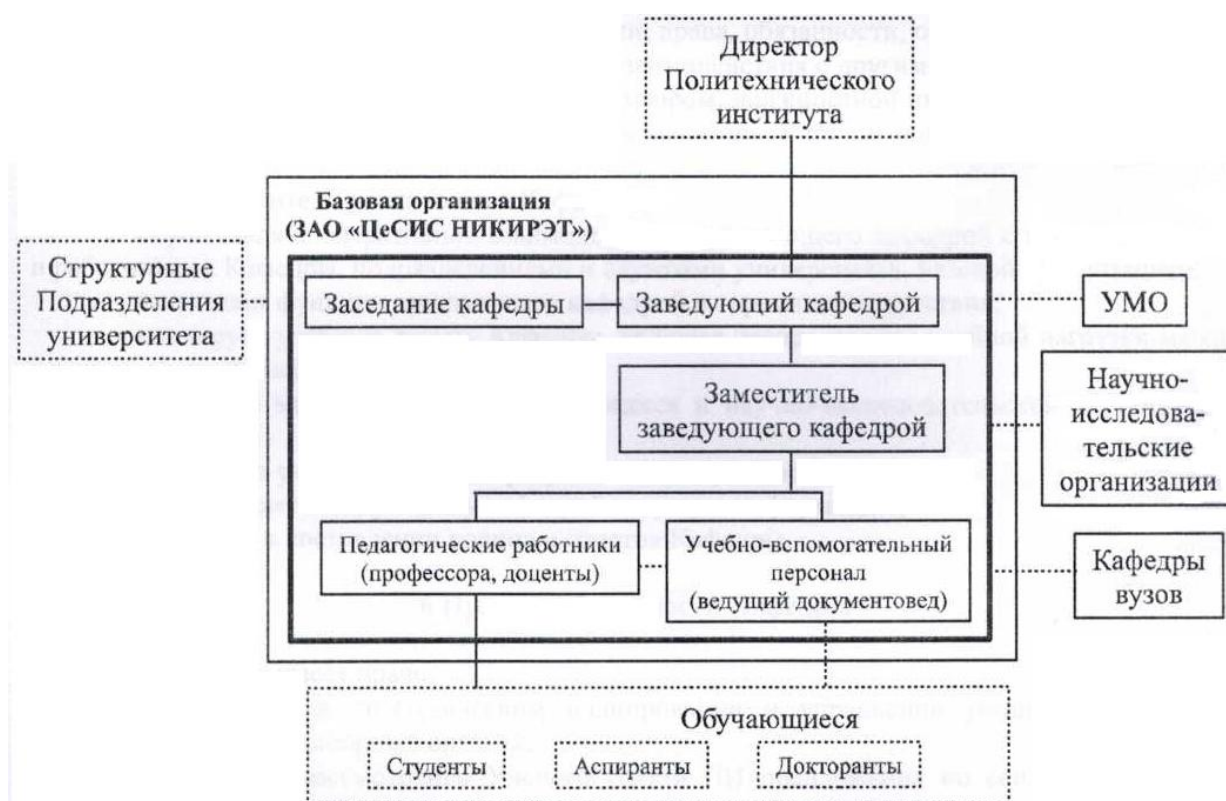 Директор
Политехнического
института
Базовая организация
(ЗАО «ЦеСИС НИКИРЭТ»)
Структурные
Подразделения
университета
Заседание кафедры
Заведующий кафедрой
УМО
Заместитель
заведующего кафедрой
Научно-
исследова-
тельские
организации
Педагогические работники
(профессора, доценты)
Учебно-вспомогательный
персонал
(ведущий документовед)
Кафедры
вузов
Обучающиеся
Студенты
Аспиранты
Докторанты